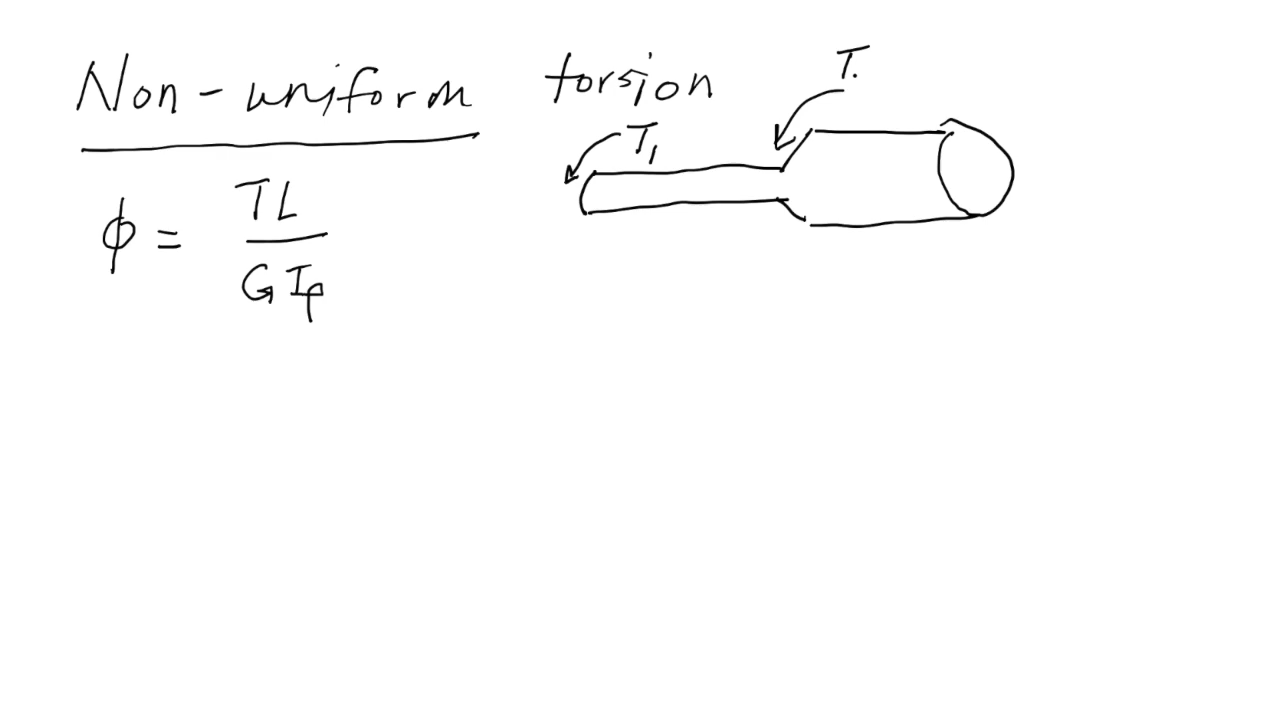 Non-uniform torsion
T.
T₁
φ = TL / GIp